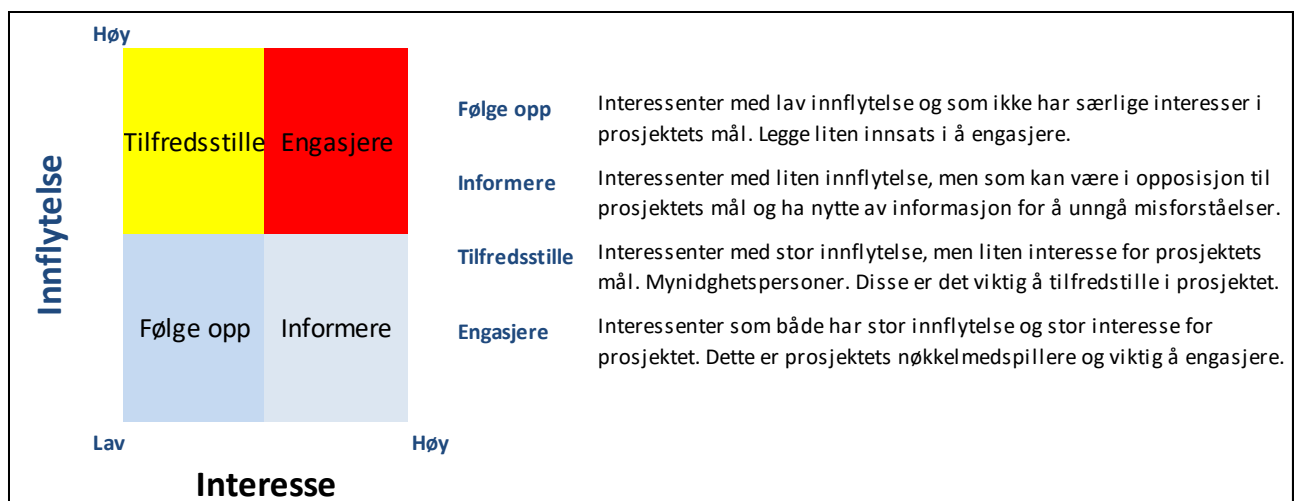 Høy
Innflytelse
Tilfredsstille
Engasjere
Følge opp
Informere
Lav
Høy
Interesse
Følge opp
Interessenter med lav innflytelse og som ikke har særlige interesser i
prosjektets mål. Legge liten innsats i å engasjere.
Informere
Interessenter med liten innflytelse, men som kan være i opposisjon til
prosjektets mål og ha nytte av informasjon for å unngå misforståelser.
Tilfredsstille
Interessenter med stor innflytelse, men liten interesse for prosjektets
mål. Mynidghetspersoner. Disse er det viktig å tilfredstille i prosjektet.
Engasjere
Interessenter som både har stor innflytelse og stor interesse for
prosjektet. Dette er prosjektets nøkkelmedspillere og viktig å engasjere.